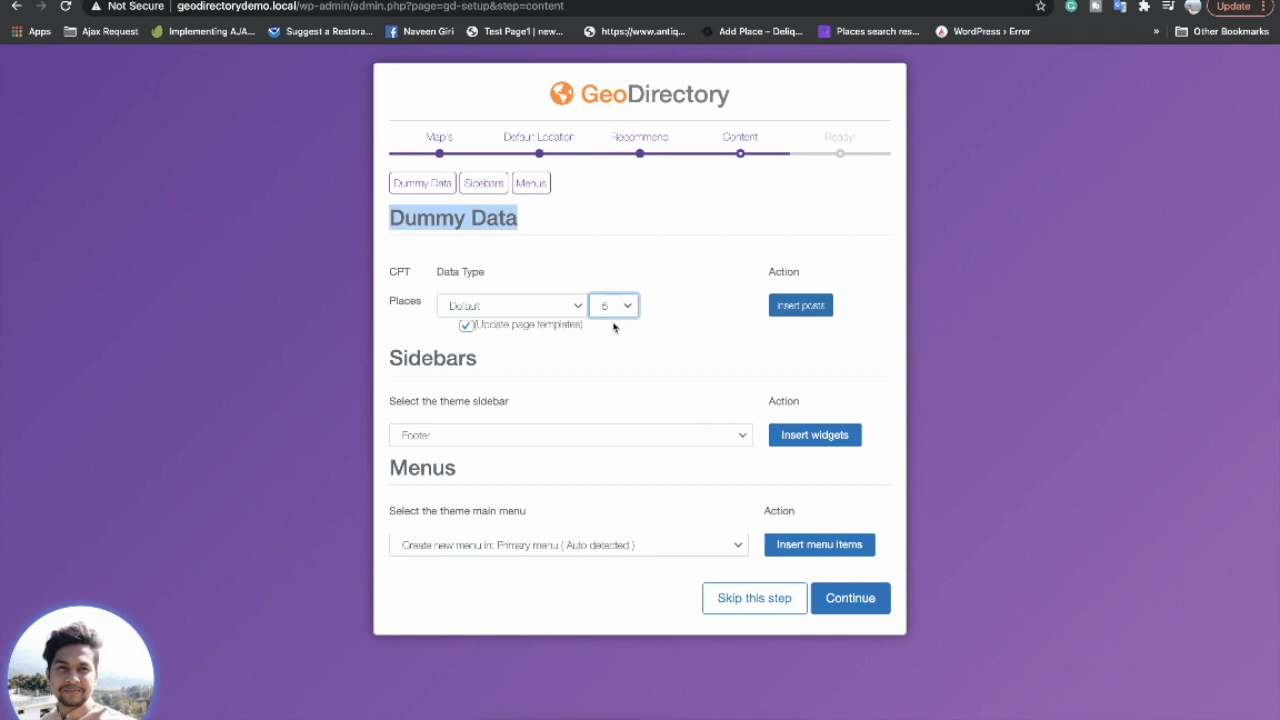 Not Secure | geodirectorydemo.local/wp-admin/admin.php?page=gd-setup&step=content Update
Apps Ajax Request Implementing AJA... Suggest a Restora... Naveen Giri Test Page1 | new... https://www.antiq... Add Place – Deliq... Places search res... WordPress › Error » Other Bookmarks
GeoDirectory
Map's Default Location Recommend Content Ready!
Dummy Data Sidebars Menus
Dummy Data
CPT Data Type Action
Places Default 5 Insert posts
(Update page templates)
Sidebars
Select the theme sidebar Action
Footer Insert widgets
Menus
Select the theme main menu Action
Create new menu in: Primary menu ( Auto detected ) Insert menu items
Skip this step Continue